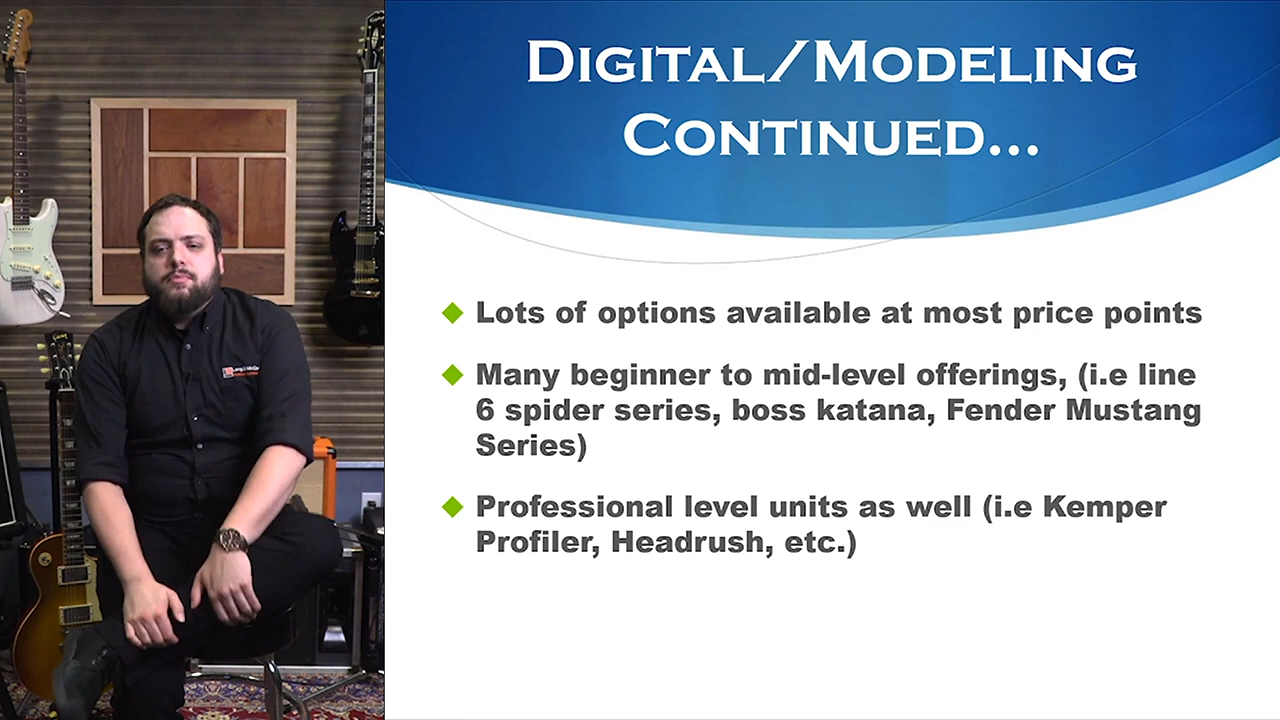 DIGITAL/MODELING
CONTINUED...
Lots of options available at most price points
Many beginner to mid-level offerings, (i.e line
6 spider series, boss katana, Fender Mustang
Series)
Professional level units as well (i.e Kemper
Profiler, Headrush, etc.)